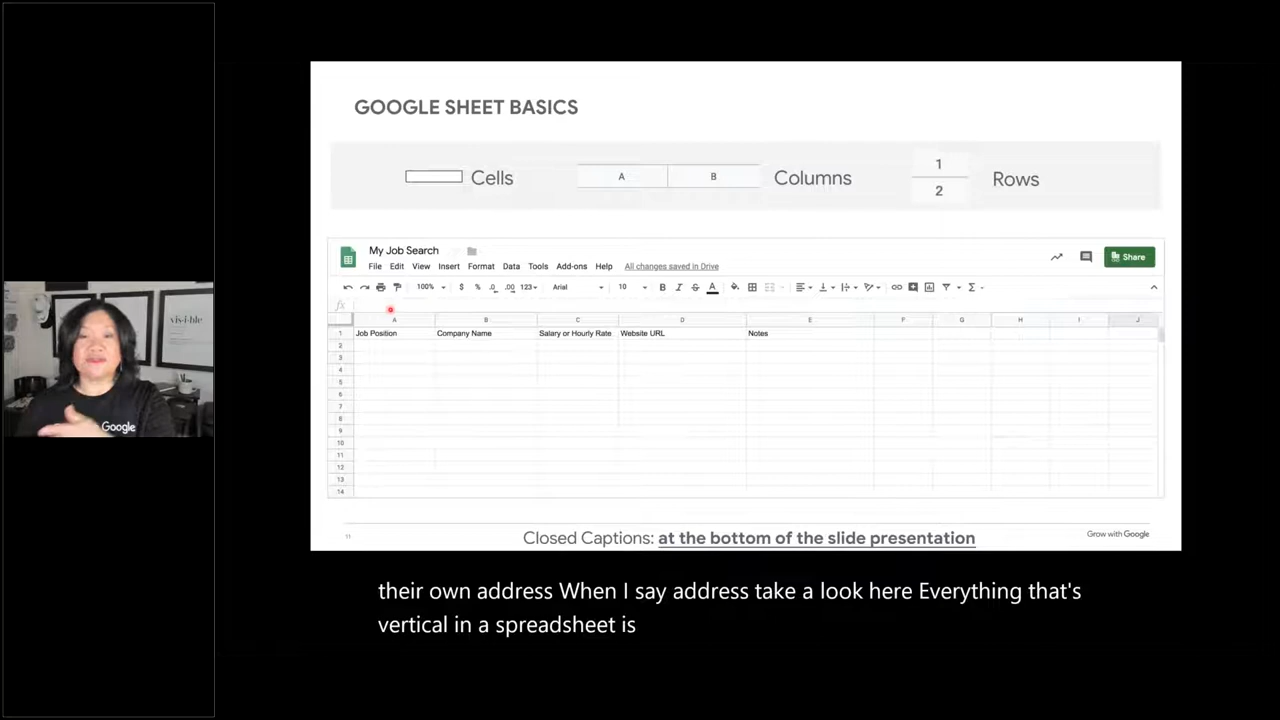 GOOGLE SHEET BASICS
Cells
A B
Columns
1
2
Rows
My Job Search
File Edit View Insert Format Data Tools Add-ons Help All changes saved in Drive
Share
100% $ % .0 .00 123 Arial 10 B I S A
fx
A B C D E F G H I J
1 Job Position Company Name Salary or Hourly Rate Website URL Notes
2
3
4
5
6
7
8
9
10
11
12
13
14
11
Closed Captions: at the bottom of the slide presentation
Grow with Google
vis·i·ble
Google
their own address When I say address take a look here Everything that's
vertical in a spreadsheet is